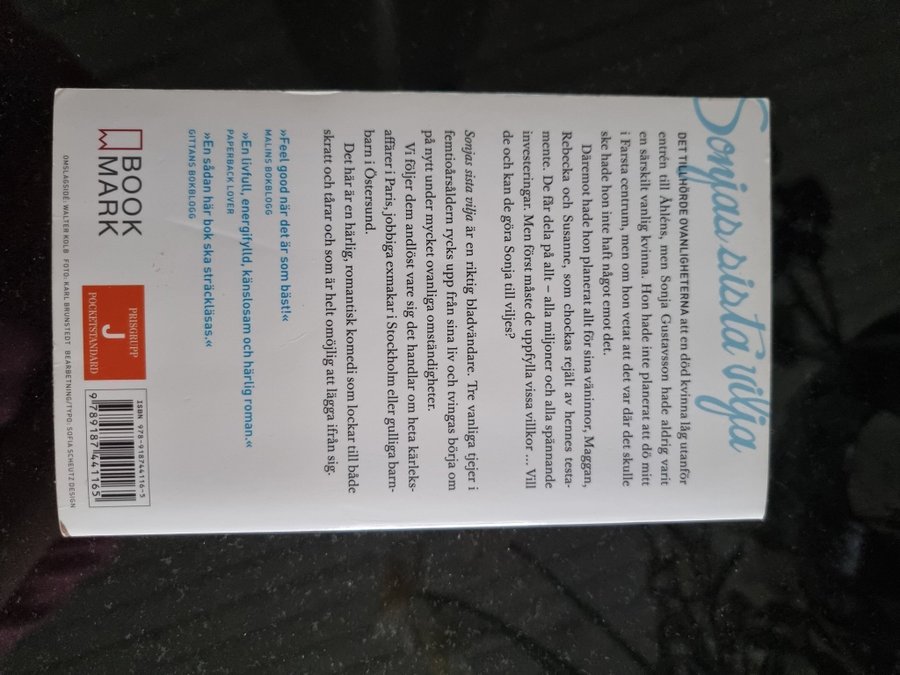 Sonjas sista vilja
DET TILLHÖRDE OVANLIGHETERNA att en död kvinna låg utanför
entrén till Åhléns, men Sonja Gustavsson hade aldrig varit
en särskilt vanlig kvinna. Hon hade inte planerat att dö mitt
i Farsta centrum, men om hon vetat att det var där det skulle
ske hade hon inte haft något emot det.
Däremot hade hon planerat allt för sina väninnor, Maggan,
Rebecka och Susanne, som chockas rejält av hennes testa-
mente. De får dela på allt – alla miljoner och alla spännande
investeringar. Men först måste de uppfylla vissa villkor ... Vill
de och kan de göra Sonja till viljes?
Sonjas sista vilja är en riktig bladvändare. Tre vanliga tjejer i
femtioårsåldern rycks upp från sina liv och tvingas börja om
på nytt under mycket ovanliga omständigheter.
Vi följer dem andlöst vare sig det handlar om heta kärleks-
affärer i Paris, jobbiga exmakar i Stockholm eller gulliga barn-
barn i Östersund.
Det här är en härlig, romantisk komedi som lockar till både
skratt och tårar och som är helt omöjlig att lägga ifrån sig.
»Feel good när det är som bäst!«
MALINS BOKBLOGG
»En livfull, energifylld, känslosam och härlig roman.«
PAPERBACK LOVER
»En sådan här bok ska sträckläsas.«
GITTANS BOKBLOGG
BOOK
MARK
PRISGRUPP
J
POCKETSTANDARD
ISBN 978-91-87441-16-5
9789187441165
OMSLAGSIDÉ: WALTER KOLB FOTO: KARL BRUNSTEDT BEARBETNING/TYPO: SOFIA SCHEUTZ DESIGN